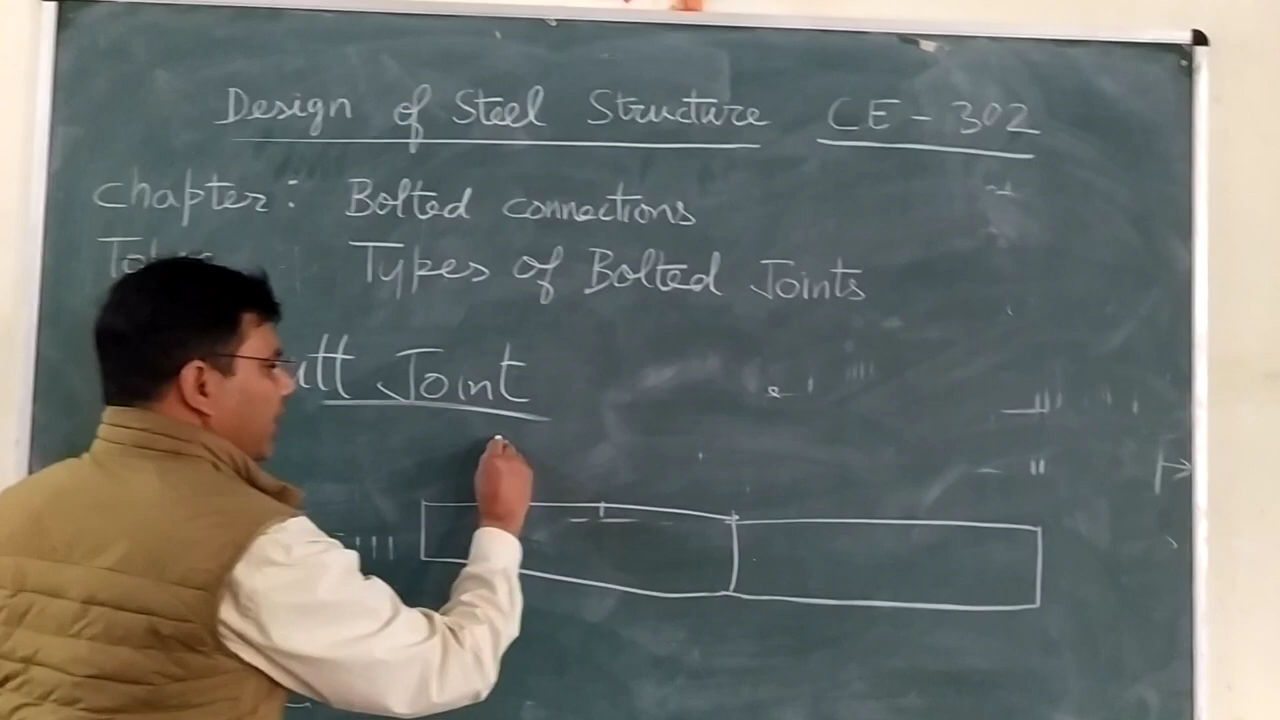 Design of Steel Structure CE - 302
Chapter : Bolted connections
Types of Bolted Joints
Joint